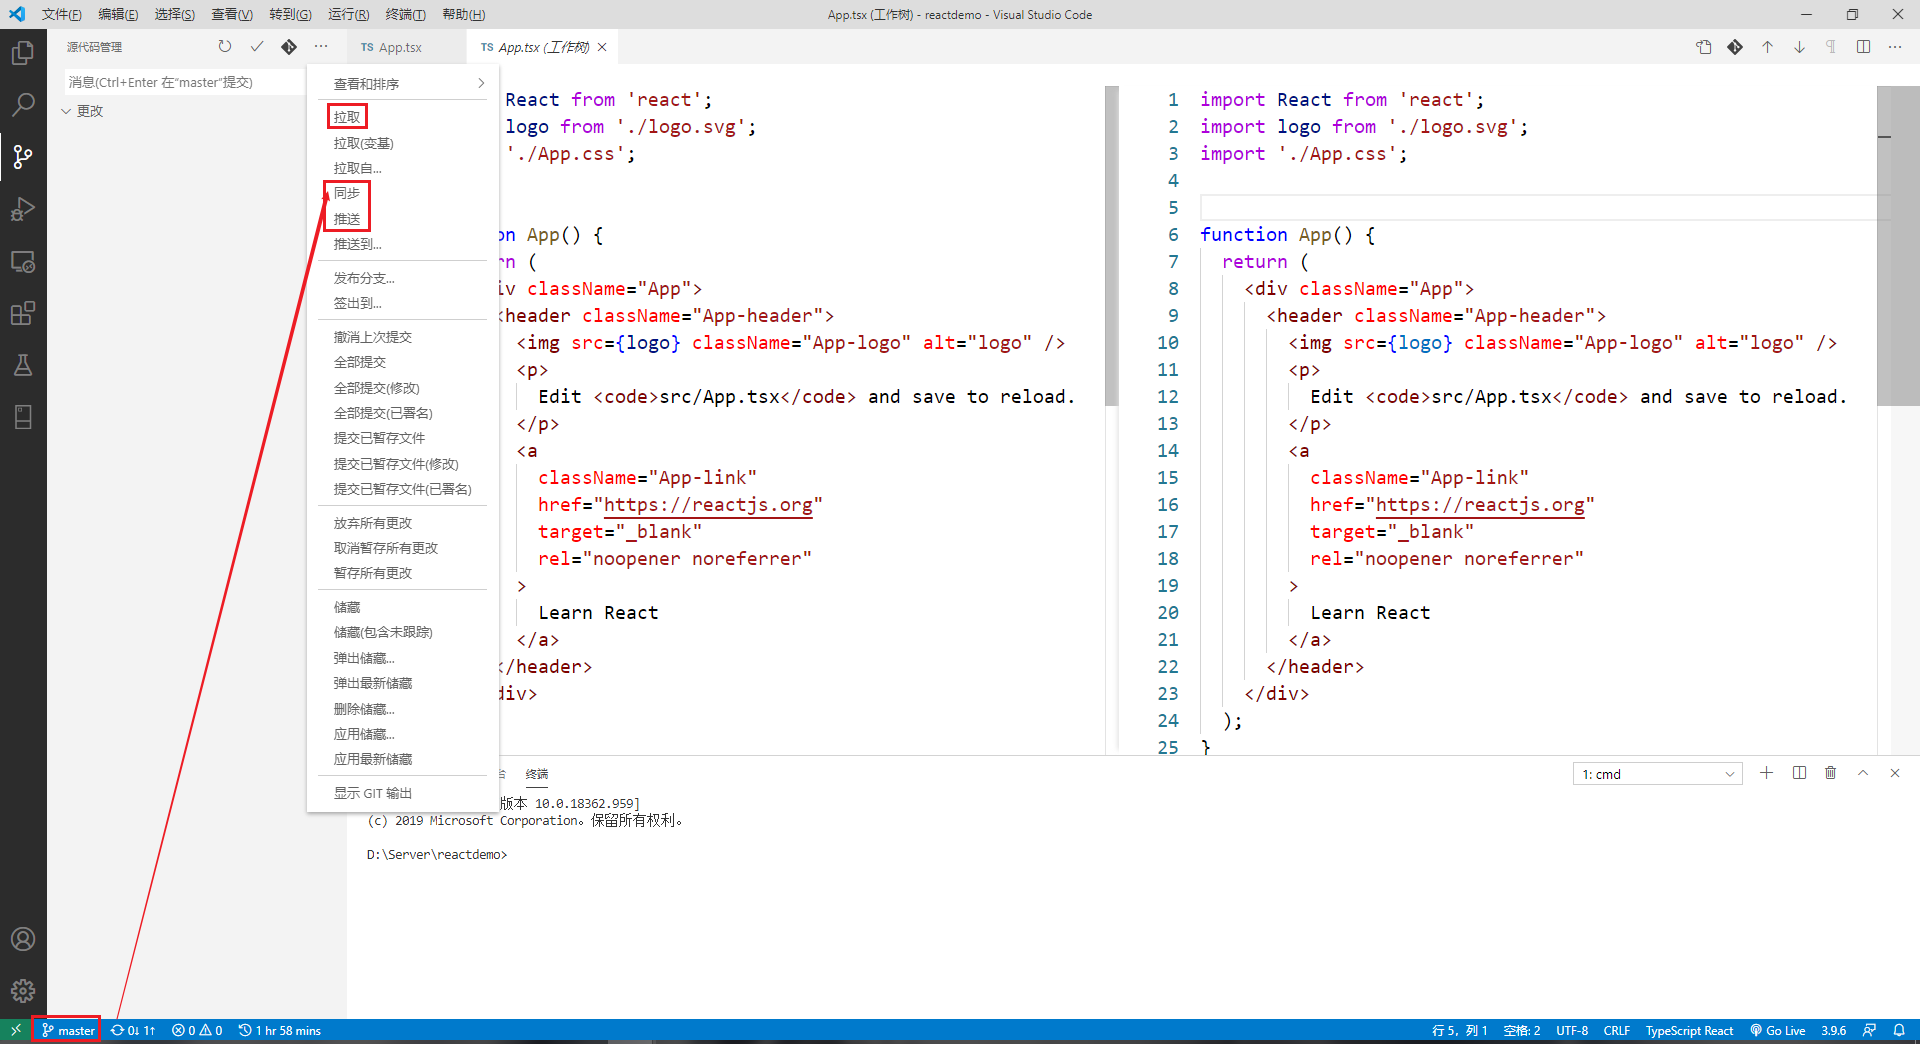 文件(F) 编辑(E) 选择(S) 查看(V) 转到(G) 运行(R) 终端(T) 帮助(H)
App.tsx (工作树) - reactdemo - Visual Studio Code
源代码管理
TS App.tsx
TS App.tsx (工作树)
消息(Ctrl+Enter 在"master"提交)
更改
查看和排序
拉取
拉取(变基)
拉取自...
同步
推送
推送到...
发布分支...
签出到...
撤消上次提交
全部提交
全部提交(修改)
全部提交(已署名)
提交已暂存文件
提交已暂存文件(修改)
提交已暂存文件(已署名)
放弃所有更改
取消暂存所有更改
暂存所有更改
储藏
储藏(包含未跟踪)
弹出储藏...
弹出最新储藏
删除储藏...
应用储藏...
应用最新储藏
显示 GIT 输出
React from 'react';
logo from './logo.svg';
'./App.css';
on App() {
rn (
iv className="App">
<header className="App-header">
<img src={logo} className="App-logo" alt="logo" />
<p>
Edit <code>src/App.tsx</code> and save to reload.
</p>
<a
className="App-link"
href="https://reactjs.org"
target="_blank"
rel="noopener noreferrer"
>
Learn React
</a>
</header>
div>
1 import React from 'react';
2 import logo from './logo.svg';
3 import './App.css';
4
5
6 function App() {
7 return (
8 <div className="App">
9 <header className="App-header">
10 <img src={logo} className="App-logo" alt="logo" />
11 <p>
12 Edit <code>src/App.tsx</code> and save to reload.
13 </p>
14 <a
15 className="App-link"
16 href="https://reactjs.org"
17 target="_blank"
18 rel="noopener noreferrer"
19 >
20 Learn React
21 </a>
22 </header>
23 </div>
24 );
25 }
台 终端
1: cmd
版本 10.0.18362.959]
(c) 2019 Microsoft Corporation。保留所有权利。
D:\Server\reactdemo>
master 0↓ 1↑ 0 0 1 hr 58 mins
行 5，列 1 空格: 2 UTF-8 CRLF TypeScript React Go Live 3.9.6